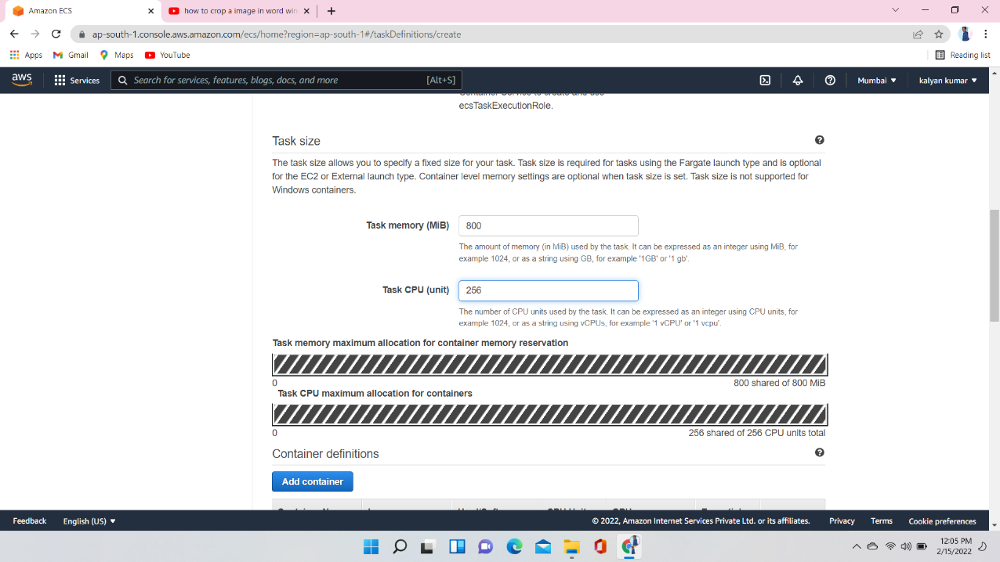 Amazon ECS
how to crop a image in word win
ap-south-1.console.aws.amazon.com/ecs/home?region=ap-south-1#/taskDefinitions/create
Apps
Gmail
Maps
YouTube
Reading list
aws
Services
Search for services, features, blogs, docs, and more
[Alt+S]
Mumbai
kalyan kumar
Container Service to create and use
ecsTaskExecutionRole.
Task size
The task size allows you to specify a fixed size for your task. Task size is required for tasks using the Fargate launch type and is optional
for the EC2 or External launch type. Container level memory settings are optional when task size is set. Task size is not supported for
Windows containers.
Task memory (MiB)
800
The amount of memory (in MiB) used by the task. It can be expressed as an integer using MiB, for
example 1024, or as a string using GB, for example '1GB' or '1 gb'.
Task CPU (unit)
256
The number of CPU units used by the task. It can be expressed as an integer using CPU units, for
example 1024, or as a string using vCPUs, for example '1 vCPU' or '1 vcpu'.
Task memory maximum allocation for container memory reservation
0
800 shared of 800 MiB
Task CPU maximum allocation for containers
0
256 shared of 256 CPU units total
Container definitions
Add container
Feedback
English (US)
© 2022, Amazon Internet Services Private Ltd. or its affiliates.
Privacy
Terms
Cookie preferences
12:05 PM
2/15/2022